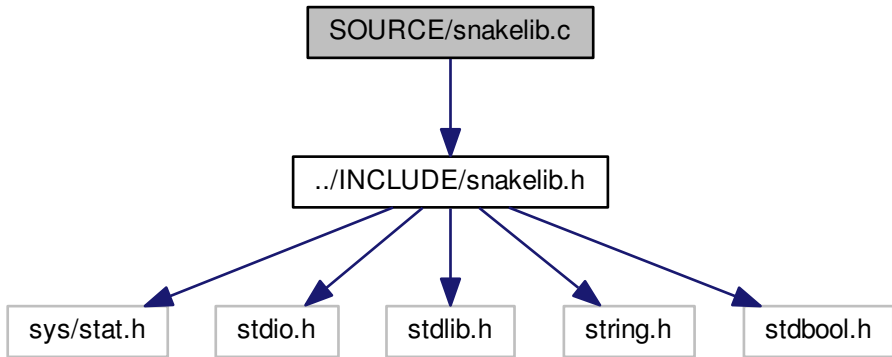 SOURCE/snakelib.c
../INCLUDE/snakelib.h
sys/stat.h
stdio.h
stdlib.h
string.h
stdbool.h